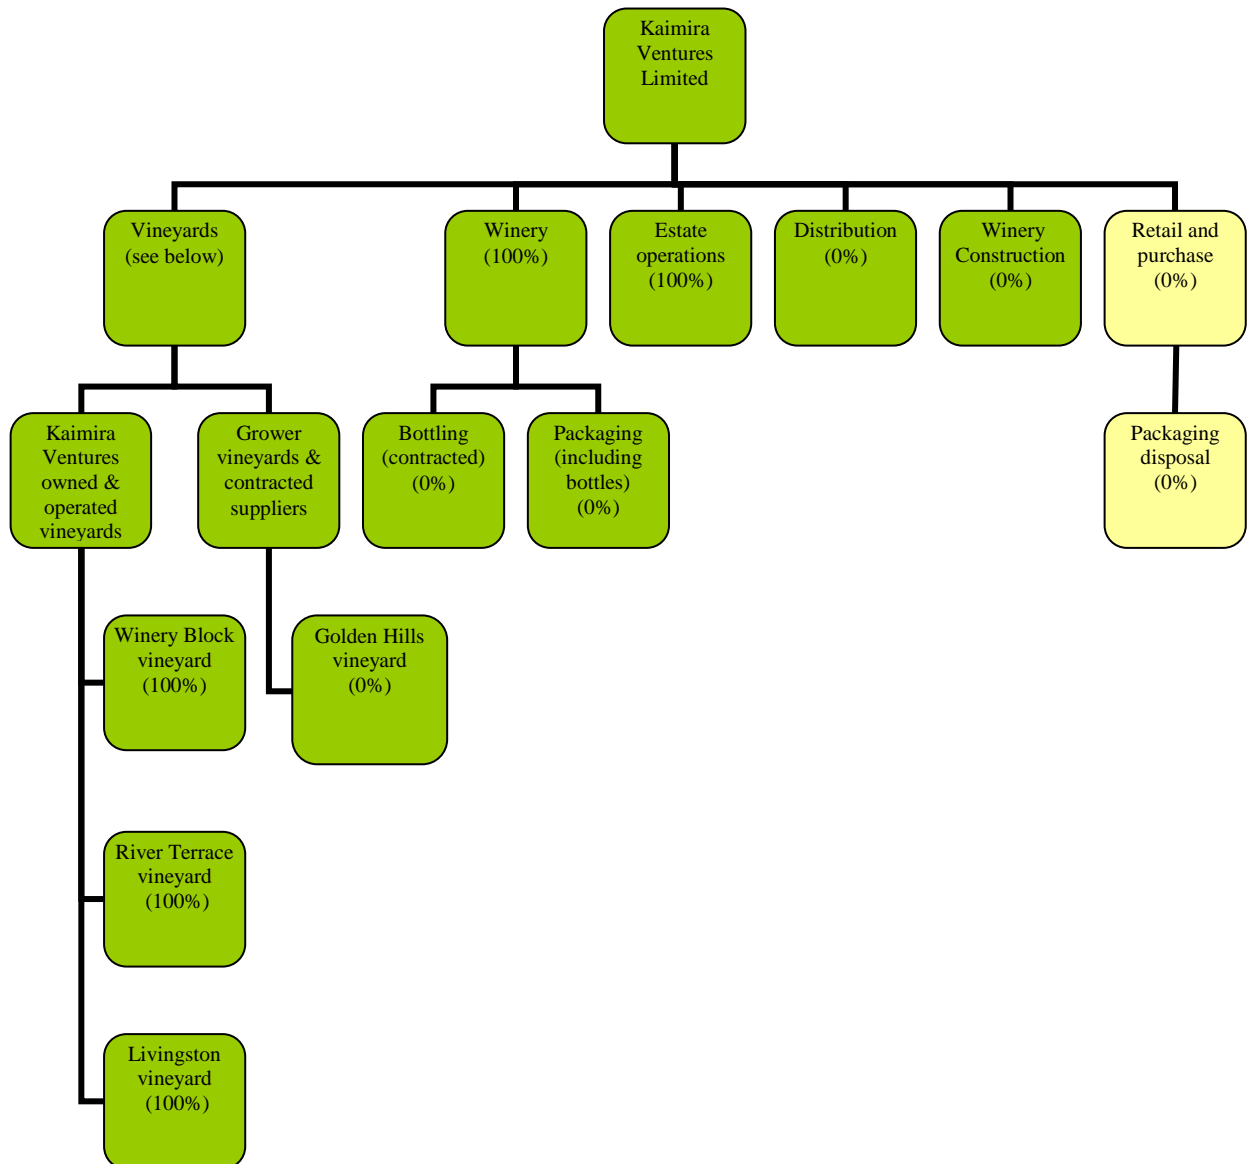 Kaimira
Ventures
Limited
Vineyards
(see below)
Winery
(100%)
Estate
operations
(100%)
Distribution
(0%)
Winery
Construction
(0%)
Retail and
purchase
(0%)
Kaimira
Ventures
owned &
operated
vineyards
Grower
vineyards &
contracted
suppliers
Bottling
(contracted)
(0%)
Packaging
(including
bottles)
(0%)
Packaging
disposal
(0%)
Winery Block
vineyard
(100%)
Golden Hills
vineyard
(0%)
River Terrace
vineyard
(100%)
Livingston
vineyard
(100%)